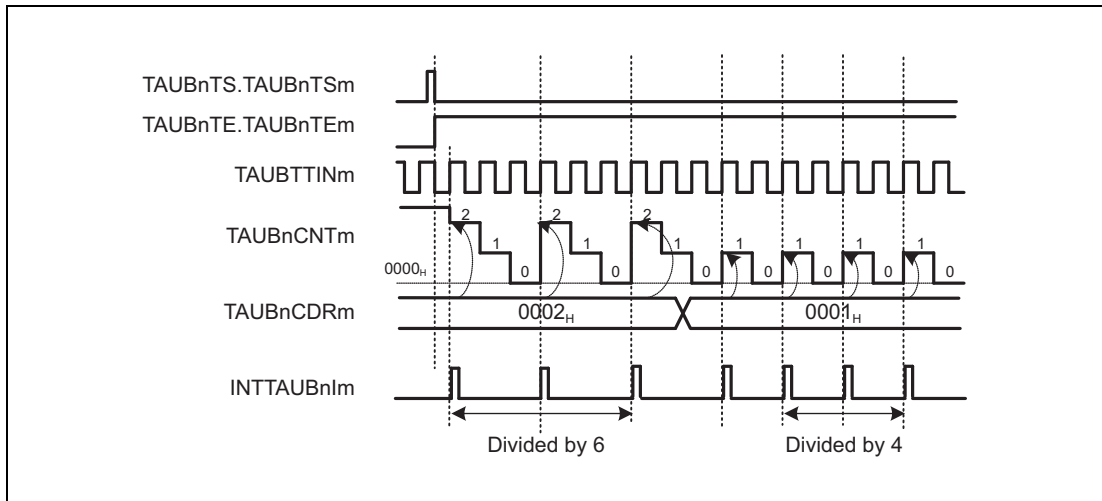 TAUBnTS.TAUBnTSm
TAUBnTE.TAUBnTEm
TAUBTTINm
TAUBnCNTm
2 2 2
1 1 1 1 1 1 1
0 0 0 0 0 0 0
0000H
TAUBnCDRm
0002H 0001H
INTTAUBnIm
Divided by 6 Divided by 4